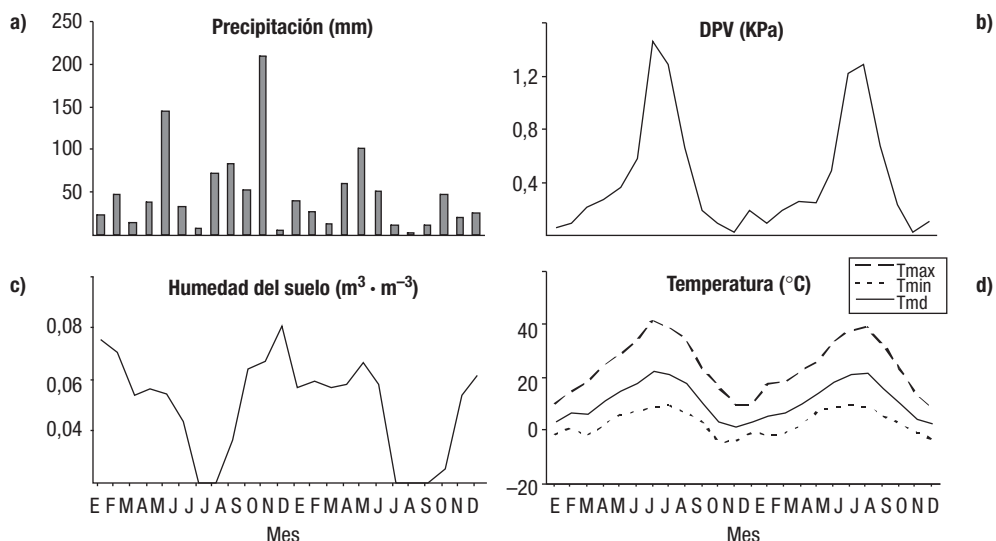 a)
Precipitación (mm)
250
200
150
100
50
b)
DPV (KPa)
1,2
0,8
0,4
c)
Humedad del suelo (m³ · m⁻³)
0,08
0,06
0,04
E F M A M J J A S O N D E F M A M J J A S O N D
Mes
d)
Temperatura (°C)
Tmax
Tmin
Tmd
40
20
0
–20
E F M A M J J A S O N D E F M A M J J A S O N D
Mes